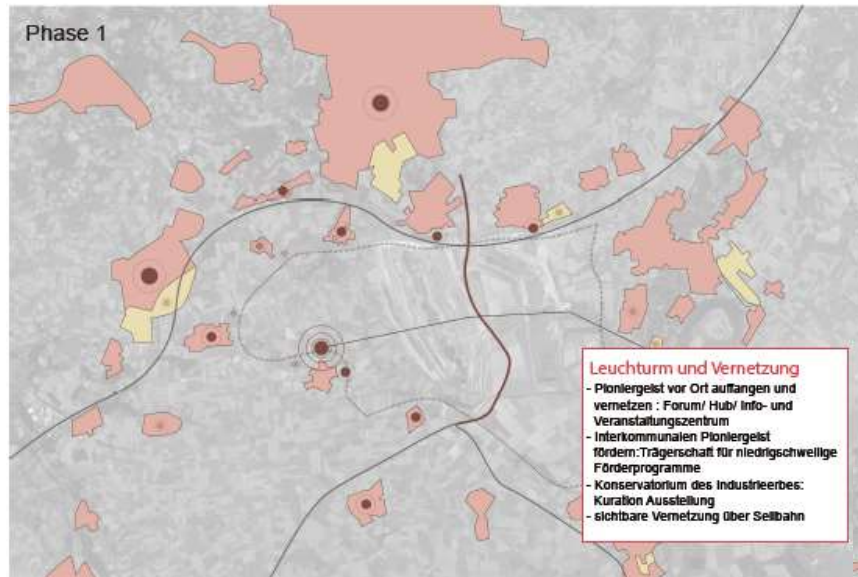 Phase 1
Leuchturm und Vernetzung
- Pioniergeist vor Ort auffangen und
vernetzen : Forum/ Hub/ Info- und
Veranstaltungszentrum
- Interkommunalen Pioniergeist
fördern:Trägerschaft für niedrigschwellige
Förderprogramme
- Konservatorium des Industrieerbes:
Kuration Ausstellung
- sichtbare Vernetzung über Seilbahn